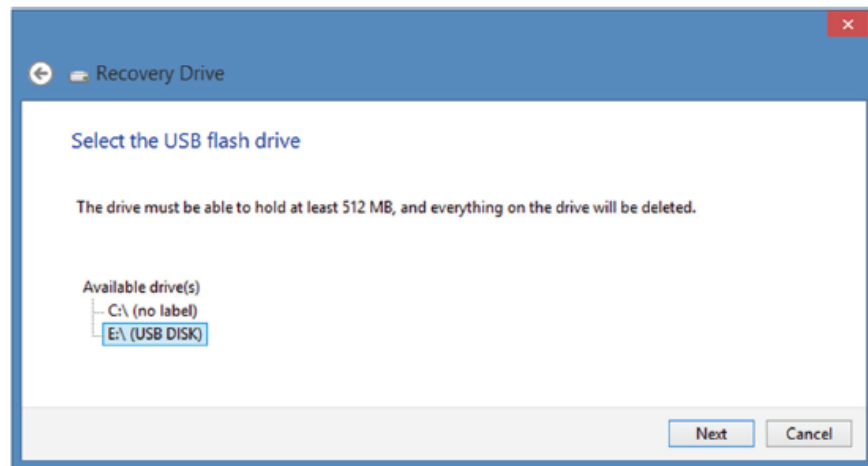 Recovery Drive
Select the USB flash drive
The drive must be able to hold at least 512 MB, and everything on the drive will be deleted.
Available drive(s)
C:\ (no label)
E:\ (USB DISK)
Next Cancel